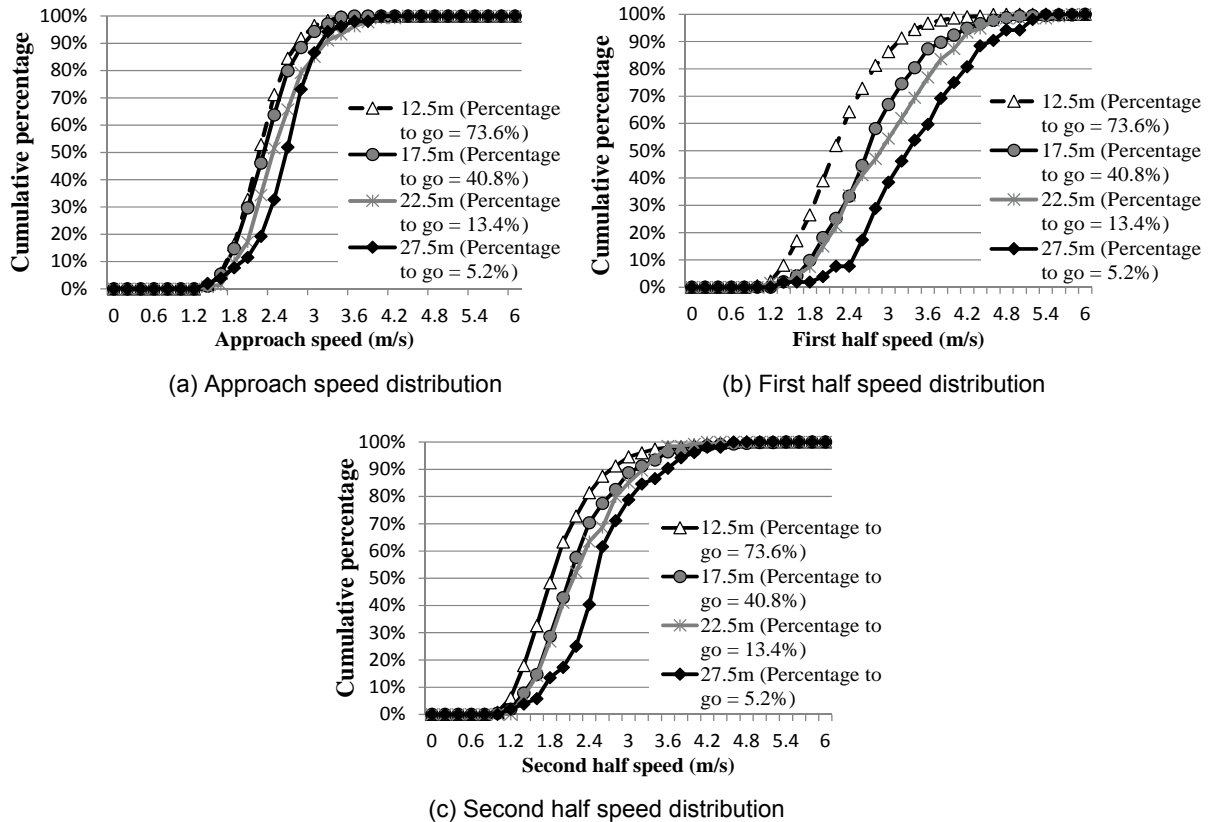 100%
90%
80%
70%
60%
50%
40%
30%
20%
10%
0%
Cumulative percentage
0 0.6 1.2 1.8 2.4 3 3.6 4.2 4.8 5.4 6
Approach speed (m/s)
12.5m (Percentage
to go = 73.6%)
17.5m (Percentage
to go = 40.8%)
22.5m (Percentage
to go = 13.4%)
27.5m (Percentage
to go = 5.2%)
(a) Approach speed distribution
100%
90%
80%
70%
60%
50%
40%
30%
20%
10%
0%
Cumulative percentage
0 0.6 1.2 1.8 2.4 3 3.6 4.2 4.8 5.4 6
First half speed (m/s)
12.5m (Percentage
to go = 73.6%)
17.5m (Percentage
to go = 40.8%)
22.5m (Percentage
to go = 13.4%)
27.5m (Percentage
to go = 5.2%)
(b) First half speed distribution
100%
90%
80%
70%
60%
50%
40%
30%
20%
10%
0%
Cumulative percentage
0 0.6 1.2 1.8 2.4 3 3.6 4.2 4.8 5.4 6
Second half speed (m/s)
12.5m (Percentage to
go = 73.6%)
17.5m (Percentage to
go = 40.8%)
22.5m (Percentage to
go = 13.4%)
27.5m (Percentage to
go = 5.2%)
(c) Second half speed distribution